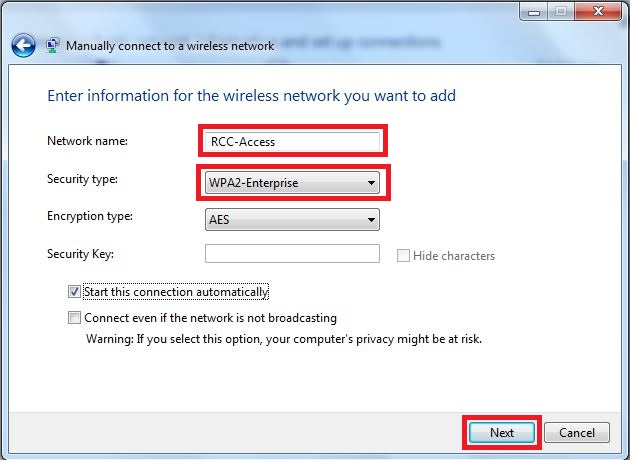 Manually connect to a wireless network
Enter information for the wireless network you want to add
Network name: RCC-Access
Security type: WPA2-Enterprise
Encryption type: AES
Security Key: Hide characters
Start this connection automatically
Connect even if the network is not broadcasting
Warning: If you select this option, your computer's privacy might be at risk.
Next Cancel